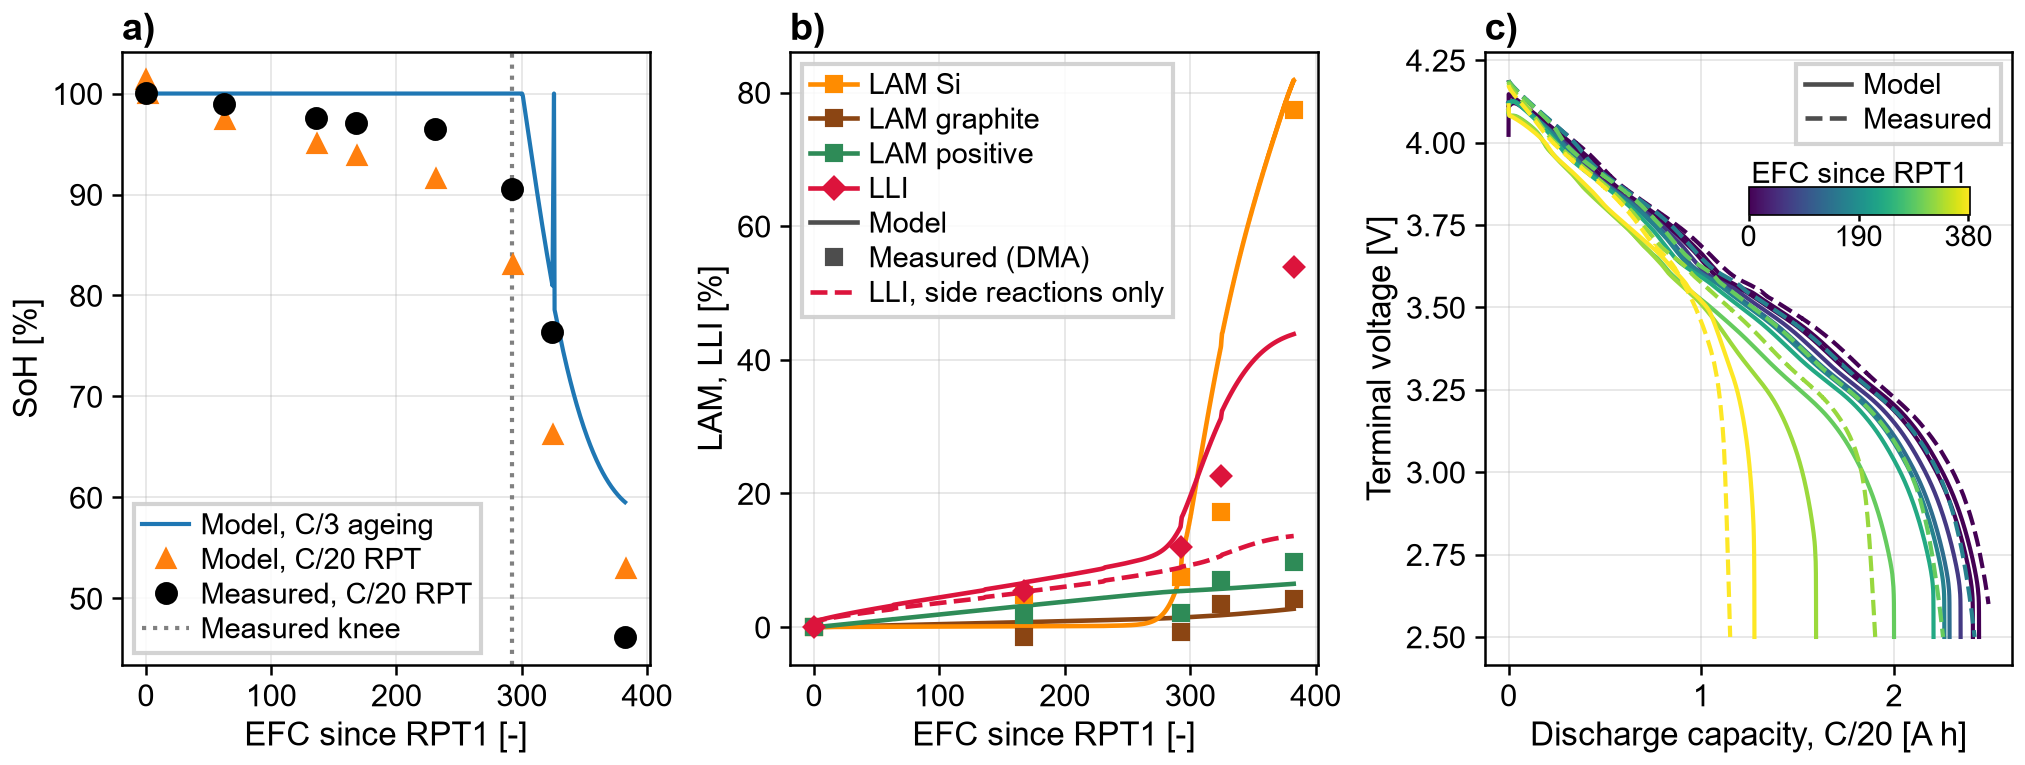 a)
100
90
80
70
60
50
SoH [%]
Model, C/3 ageing
Model, C/20 RPT
Measured, C/20 RPT
Measured knee
0
100
200
300
400
EFC since RPT1 [-]
b)
80
60
40
20
0
LAM, LLI [%]
LAM Si
LAM graphite
LAM positive
LLI
Model
Measured (DMA)
LLI, side reactions only
0
100
200
300
400
EFC since RPT1 [-]
c)
4.25
4.00
3.75
3.50
3.25
3.00
2.75
2.50
Terminal voltage [V]
Model
Measured
EFC since RPT1
0
190
380
0
1
2
Discharge capacity, C/20 [A h]